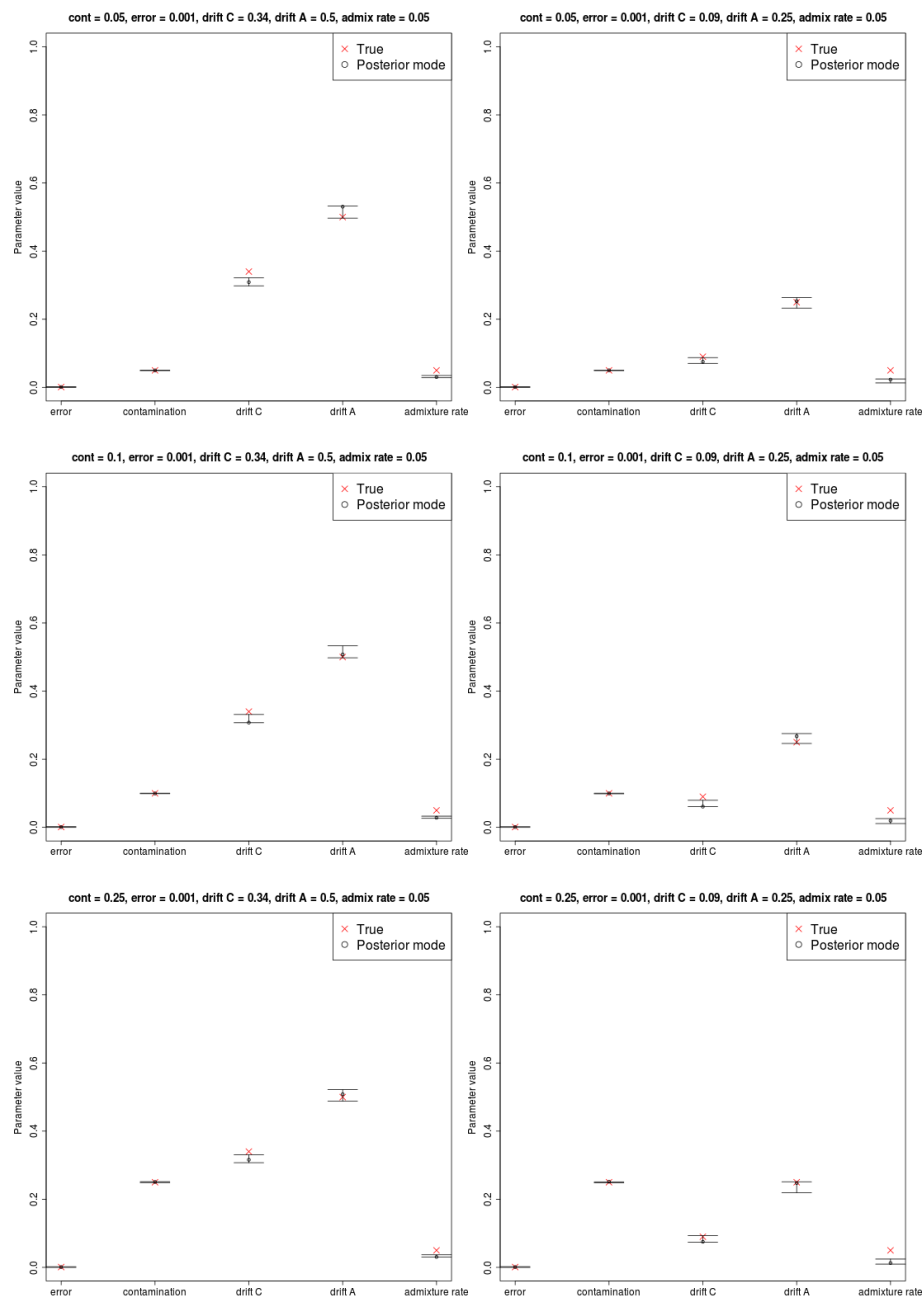 cont = 0.05, error = 0.001, drift C = 0.34, drift A = 0.5, admix rate = 0.05
True
Posterior mode
Parameter value
0.0
0.2
0.4
0.6
0.8
1.0
error
contamination
drift C
drift A
admixture rate
cont = 0.05, error = 0.001, drift C = 0.09, drift A = 0.25, admix rate = 0.05
True
Posterior mode
Parameter value
0.0
0.2
0.4
0.6
0.8
1.0
error
contamination
drift C
drift A
admixture rate
cont = 0.1, error = 0.001, drift C = 0.34, drift A = 0.5, admix rate = 0.05
True
Posterior mode
Parameter value
0.0
0.2
0.4
0.6
0.8
1.0
error
contamination
drift C
drift A
admixture rate
cont = 0.1, error = 0.001, drift C = 0.09, drift A = 0.25, admix rate = 0.05
True
Posterior mode
Parameter value
0.0
0.2
0.4
0.6
0.8
1.0
error
contamination
drift C
drift A
admixture rate
cont = 0.25, error = 0.001, drift C = 0.34, drift A = 0.5, admix rate = 0.05
True
Posterior mode
Parameter value
0.0
0.2
0.4
0.6
0.8
1.0
error
contamination
drift C
drift A
admixture rate
cont = 0.25, error = 0.001, drift C = 0.09, drift A = 0.25, admix rate = 0.05
True
Posterior mode
Parameter value
0.0
0.2
0.4
0.6
0.8
1.0
error
contamination
drift C
drift A
admixture rate